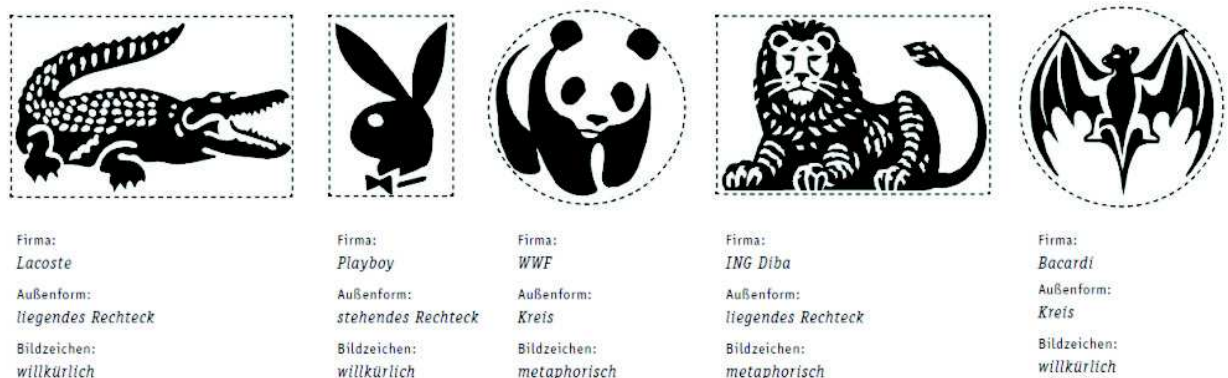 Firma:
Lacoste
Außenform:
liegendes Rechteck
Bildzeichen:
willkürlich
Firma:
Playboy
Außenform:
stehendes Rechteck
Bildzeichen:
willkürlich
Firma:
WWF
Außenform:
Kreis
Bildzeichen:
metaphorisch
Firma:
ING Diba
Außenform:
liegendes Rechteck
Bildzeichen:
metaphorisch
Firma:
Bacardi
Außenform:
Kreis
Bildzeichen:
willkürlich